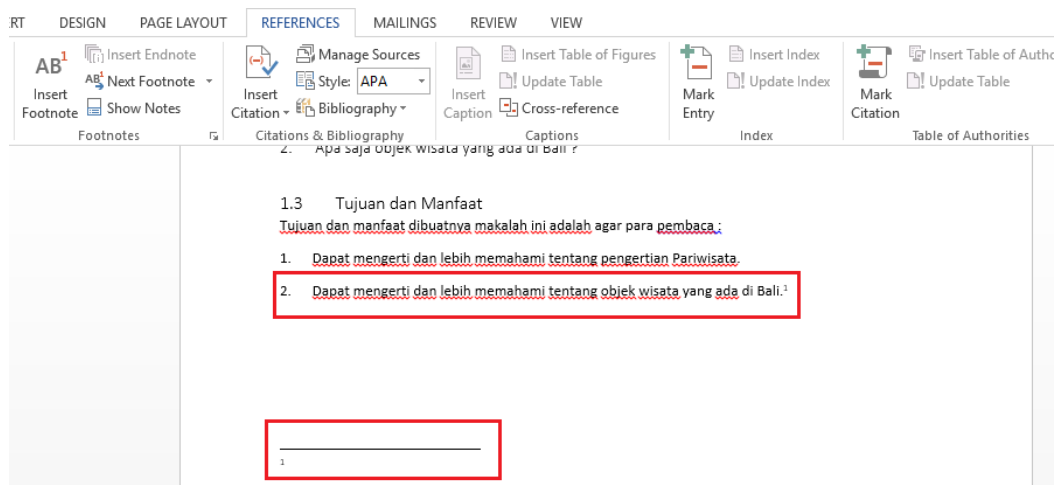 RT DESIGN PAGE LAYOUT REFERENCES MAILINGS REVIEW VIEW
AB1 Insert Footnote
Insert Endnote
AB1 Next Footnote
Show Notes
Footnotes
Insert Citation
Manage Sources
Style: APA
Bibliography
Citations & Bibliography
Insert Caption
Insert Table of Figures
Update Table
Cross-reference
Captions
Mark Entry
Insert Index
Update Index
Index
Mark Citation
Insert Table of Autho
Update Table
Table of Authorities
2. Apa saja objek wisata yang ada di Bali ?
1.3 Tujuan dan Manfaat
Tujuan dan manfaat dibuatnya makalah ini adalah agar para pembaca :
1. Dapat mengerti dan lebih memahami tentang pengertian Pariwisata.
2. Dapat mengerti dan lebih memahami tentang objek wisata yang ada di Bali.1
1